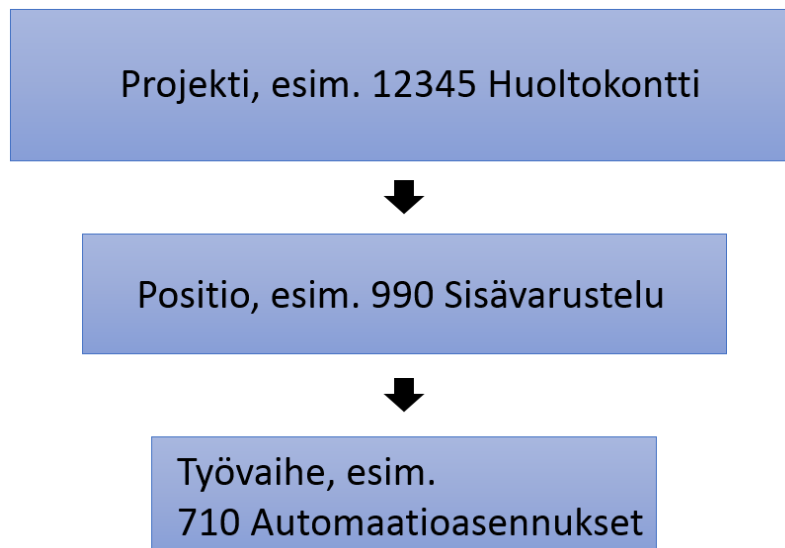 Projekti, esim. 12345 Huoltokontti
Positio, esim. 990 Sisävarustelu
Työvaihe, esim.
710 Automaatioasennukset